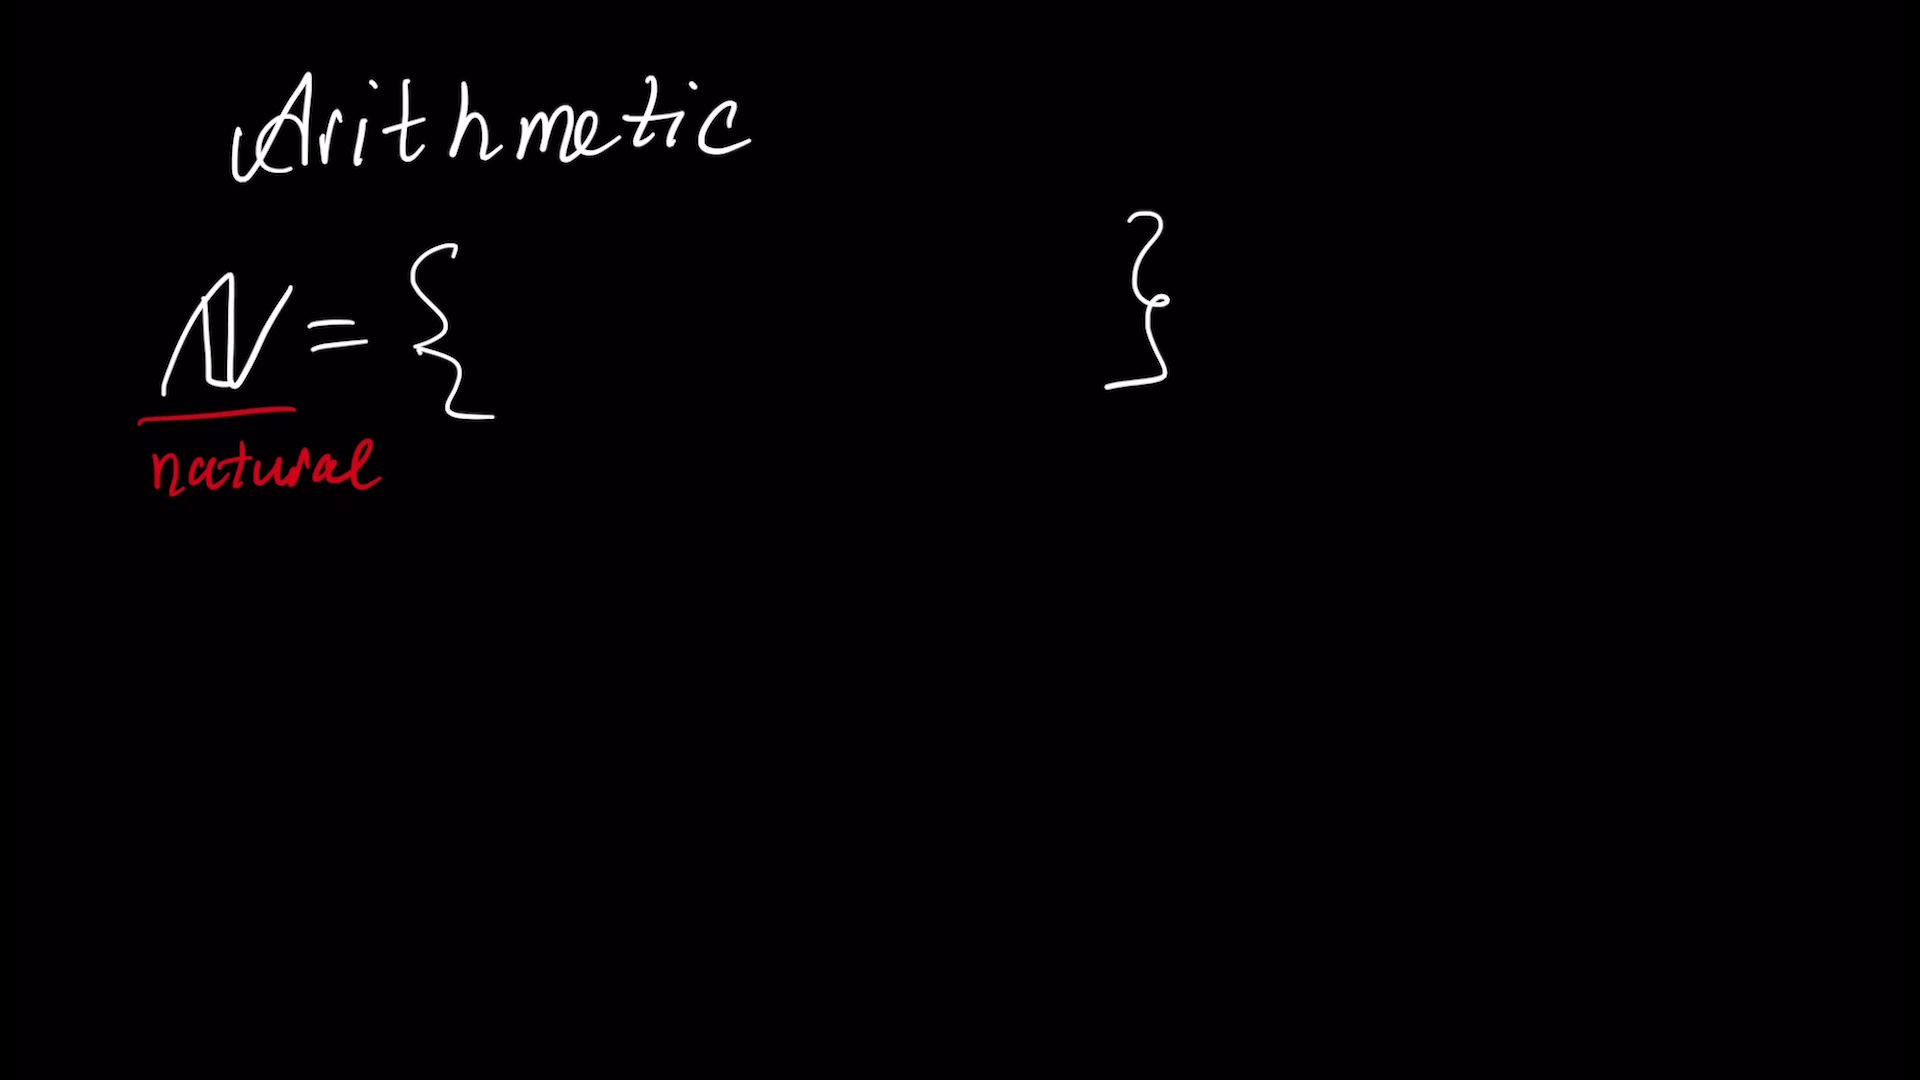 Arithmetic
ℕ = { }
natural